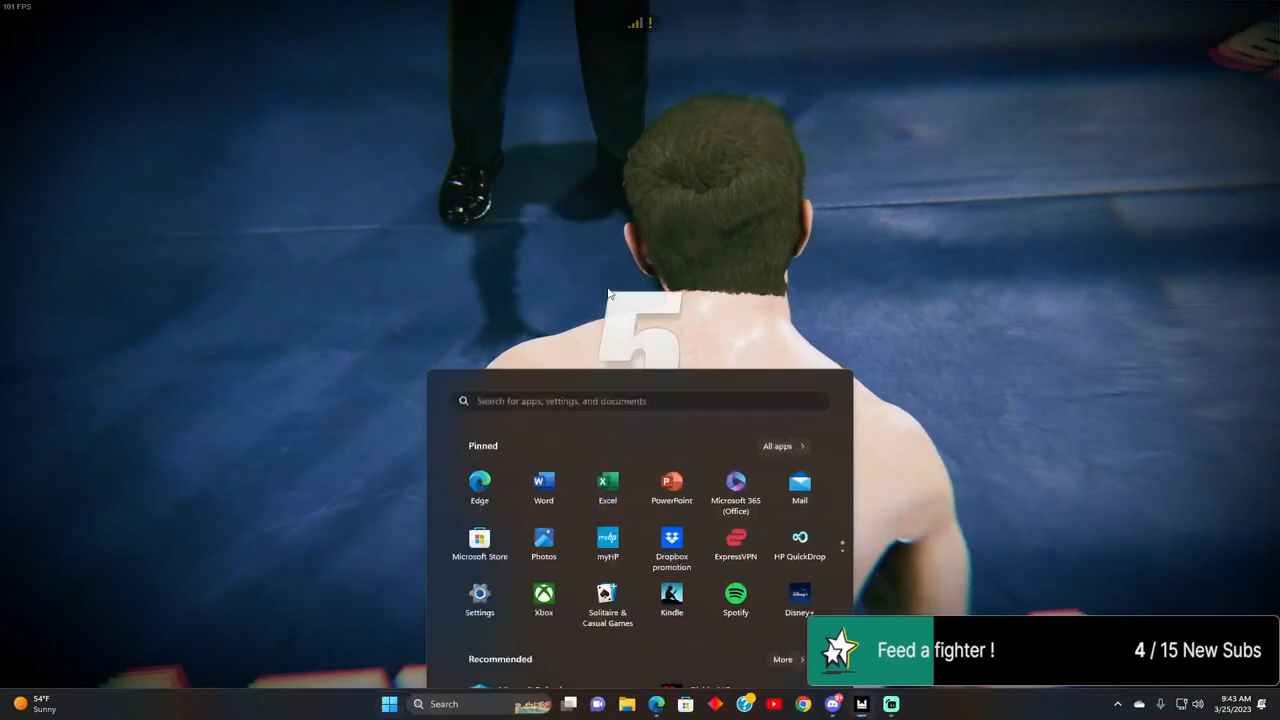 101 FPS
!
5
Search for apps, settings, and documents
Pinned
All apps >
Edge
Word
Excel
PowerPoint
Microsoft 365
(Office)
Mail
Microsoft Store
Photos
myHP
Dropbox
promotion
ExpressVPN
HP QuickDrop
Settings
Xbox
Solitaire &
Casual Games
Kindle
Spotify
Disney+
Feed a fighter !
4 / 15 New Subs
Recommended
More >
54°F
Sunny
Search
9:43 AM
3/25/2023